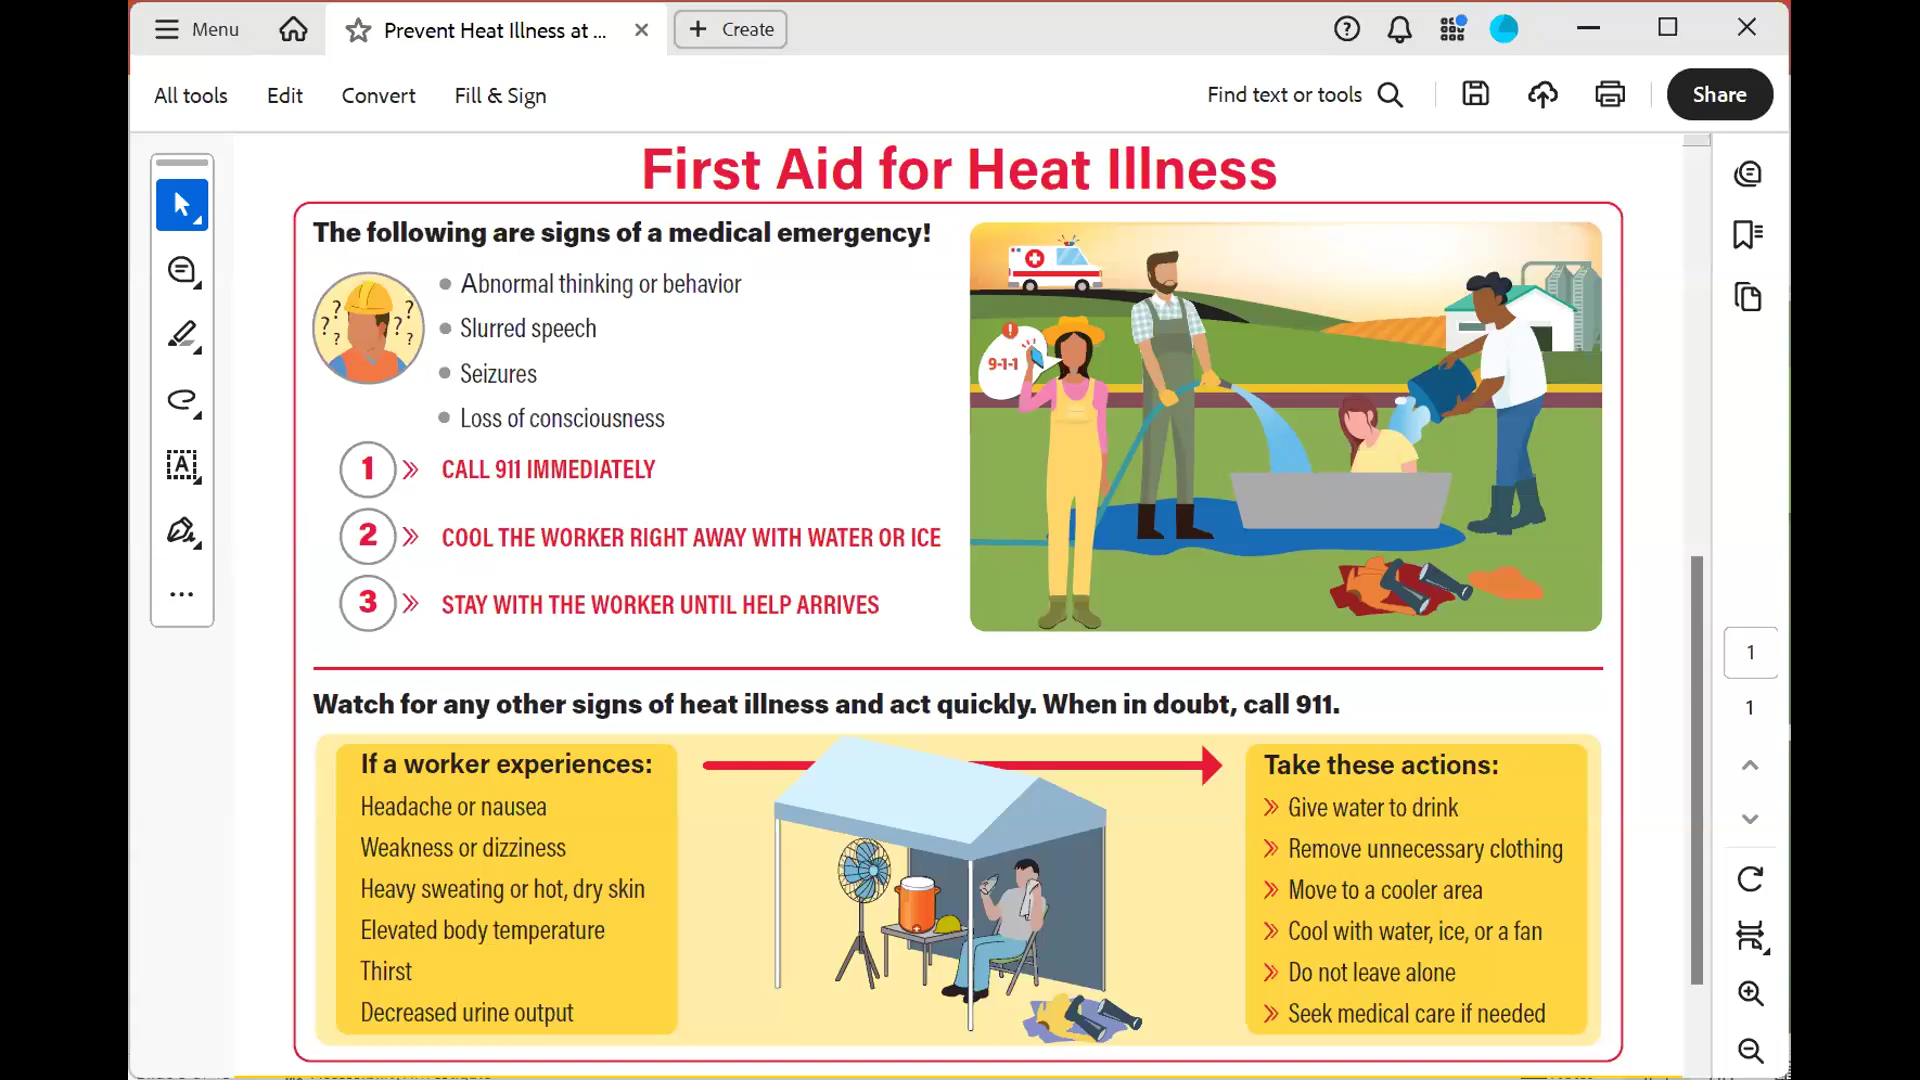 Menu
Prevent Heat Illness at ...
Create
All tools
Edit
Convert
Fill & Sign
Find text or tools
Share
First Aid for Heat Illness
The following are signs of a medical emergency!
? ? ? ? ? ?
Abnormal thinking or behavior
Slurred speech
Seizures
Loss of consciousness
1 CALL 911 IMMEDIATELY
2 COOL THE WORKER RIGHT AWAY WITH WATER OR ICE
3 STAY WITH THE WORKER UNTIL HELP ARRIVES
!
9-1-1
Watch for any other signs of heat illness and act quickly. When in doubt, call 911.
If a worker experiences:
Headache or nausea
Weakness or dizziness
Heavy sweating or hot, dry skin
Elevated body temperature
Thirst
Decreased urine output
Take these actions:
Give water to drink
Remove unnecessary clothing
Move to a cooler area
Cool with water, ice, or a fan
Do not leave alone
Seek medical care if needed
1
1